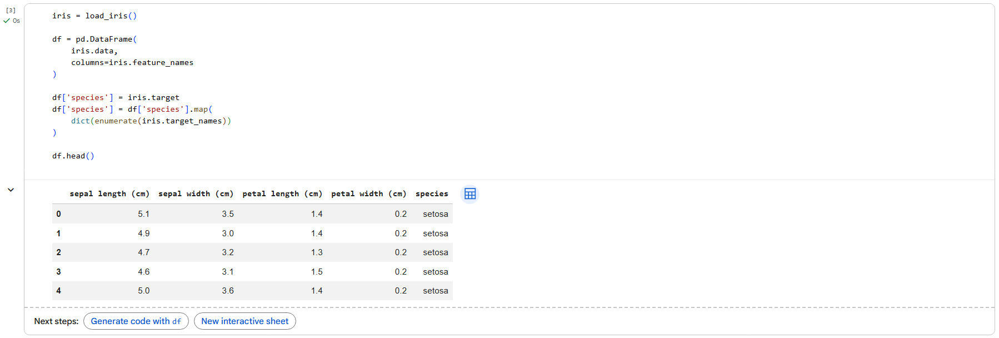 [3]
0s
iris = load_iris()
df = pd.DataFrame(
    iris.data,
    columns=iris.feature_names
)
df['species'] = iris.target
df['species'] = df['species'].map(
    dict(enumerate(iris.target_names))
)
df.head()
sepal length (cm) sepal width (cm) petal length (cm) petal width (cm) species
0 5.1 3.5 1.4 0.2 setosa
1 4.9 3.0 1.4 0.2 setosa
2 4.7 3.2 1.3 0.2 setosa
3 4.6 3.1 1.5 0.2 setosa
4 5.0 3.6 1.4 0.2 setosa
Next steps: Generate code with df New interactive sheet